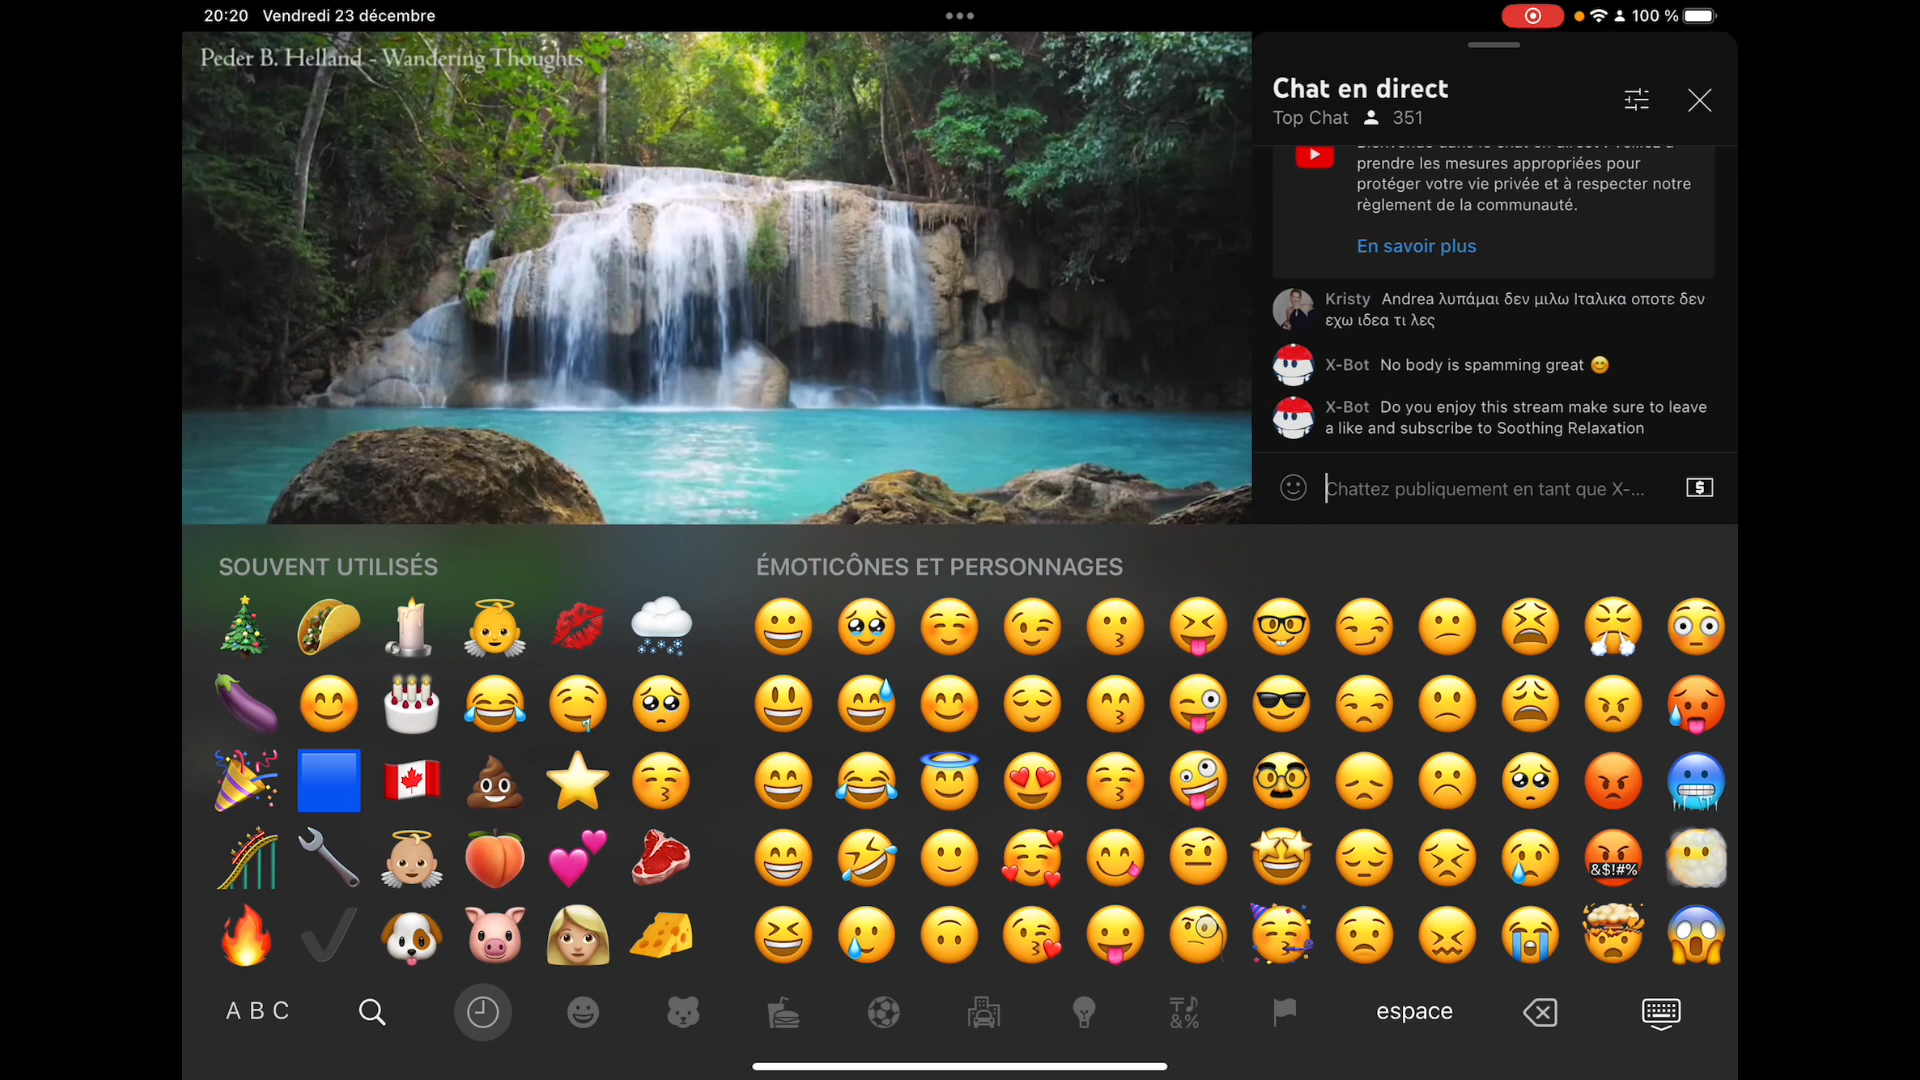 20:20 Vendredi 23 décembre
100 %
Peder B. Helland - Wandering Thoughts
Chat en direct
Top Chat 351
prendre les mesures appropriées pour
protéger votre vie privée et à respecter notre
règlement de la communauté.
En savoir plus
Kristy Andrea λυπάμαι δεν μιλω Ιταλικα οποτε δεν
εχω ιδεα τι λες
X-Bot No body is spamming great 😊
X-Bot Do you enjoy this stream make sure to leave
a like and subscribe to Soothing Relaxation
Chattez publiquement en tant que X-...
SOUVENT UTILISÉS
ÉMOTICÔNES ET PERSONNAGES
&$!#%
ABC
espace